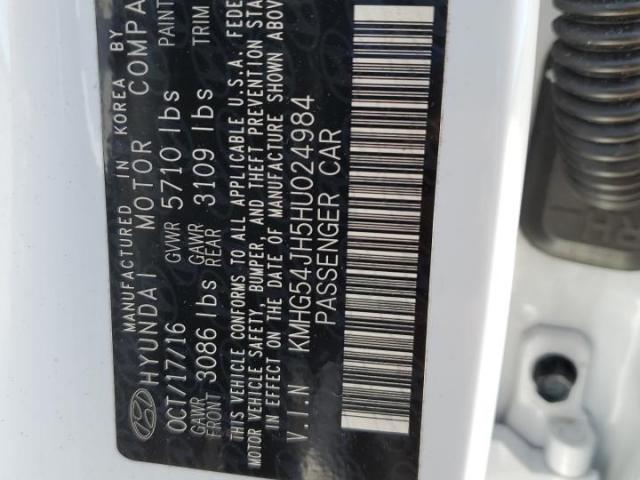 MANUFACTURED IN KOREA BY
HYUNDAI MOTOR COMPA
OCT/17/16 GVWR 5710 lbs PAINT
GAWR FRONT 3086 lbs GAWR REAR 3109 lbs TRIM
THIS VEHICLE CONFORMS TO ALL APPLICABLE U.S.A. FEDE
MOTOR VEHICLE SAFETY, BUMPER, AND THEFT PREVENTION STA
IN EFFECT ON THE DATE OF MANUFACTURE SHOWN ABOV
V.I.N KMHG54JH5HU024984
PASSENGER CAR
RH